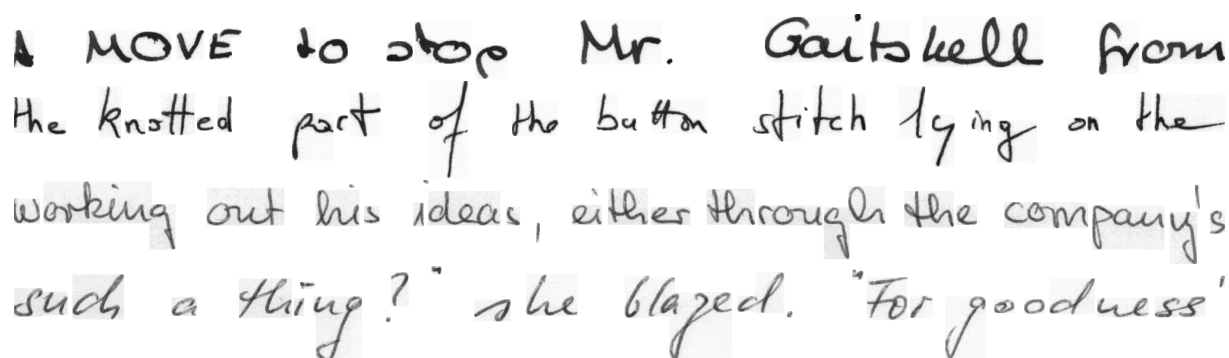 A MOVE to stop Mr. Gaitskell from
the knotted part of the button stitch lying on the
working out his ideas, either through the company's
such a thing?" she blazed. "For goodness'